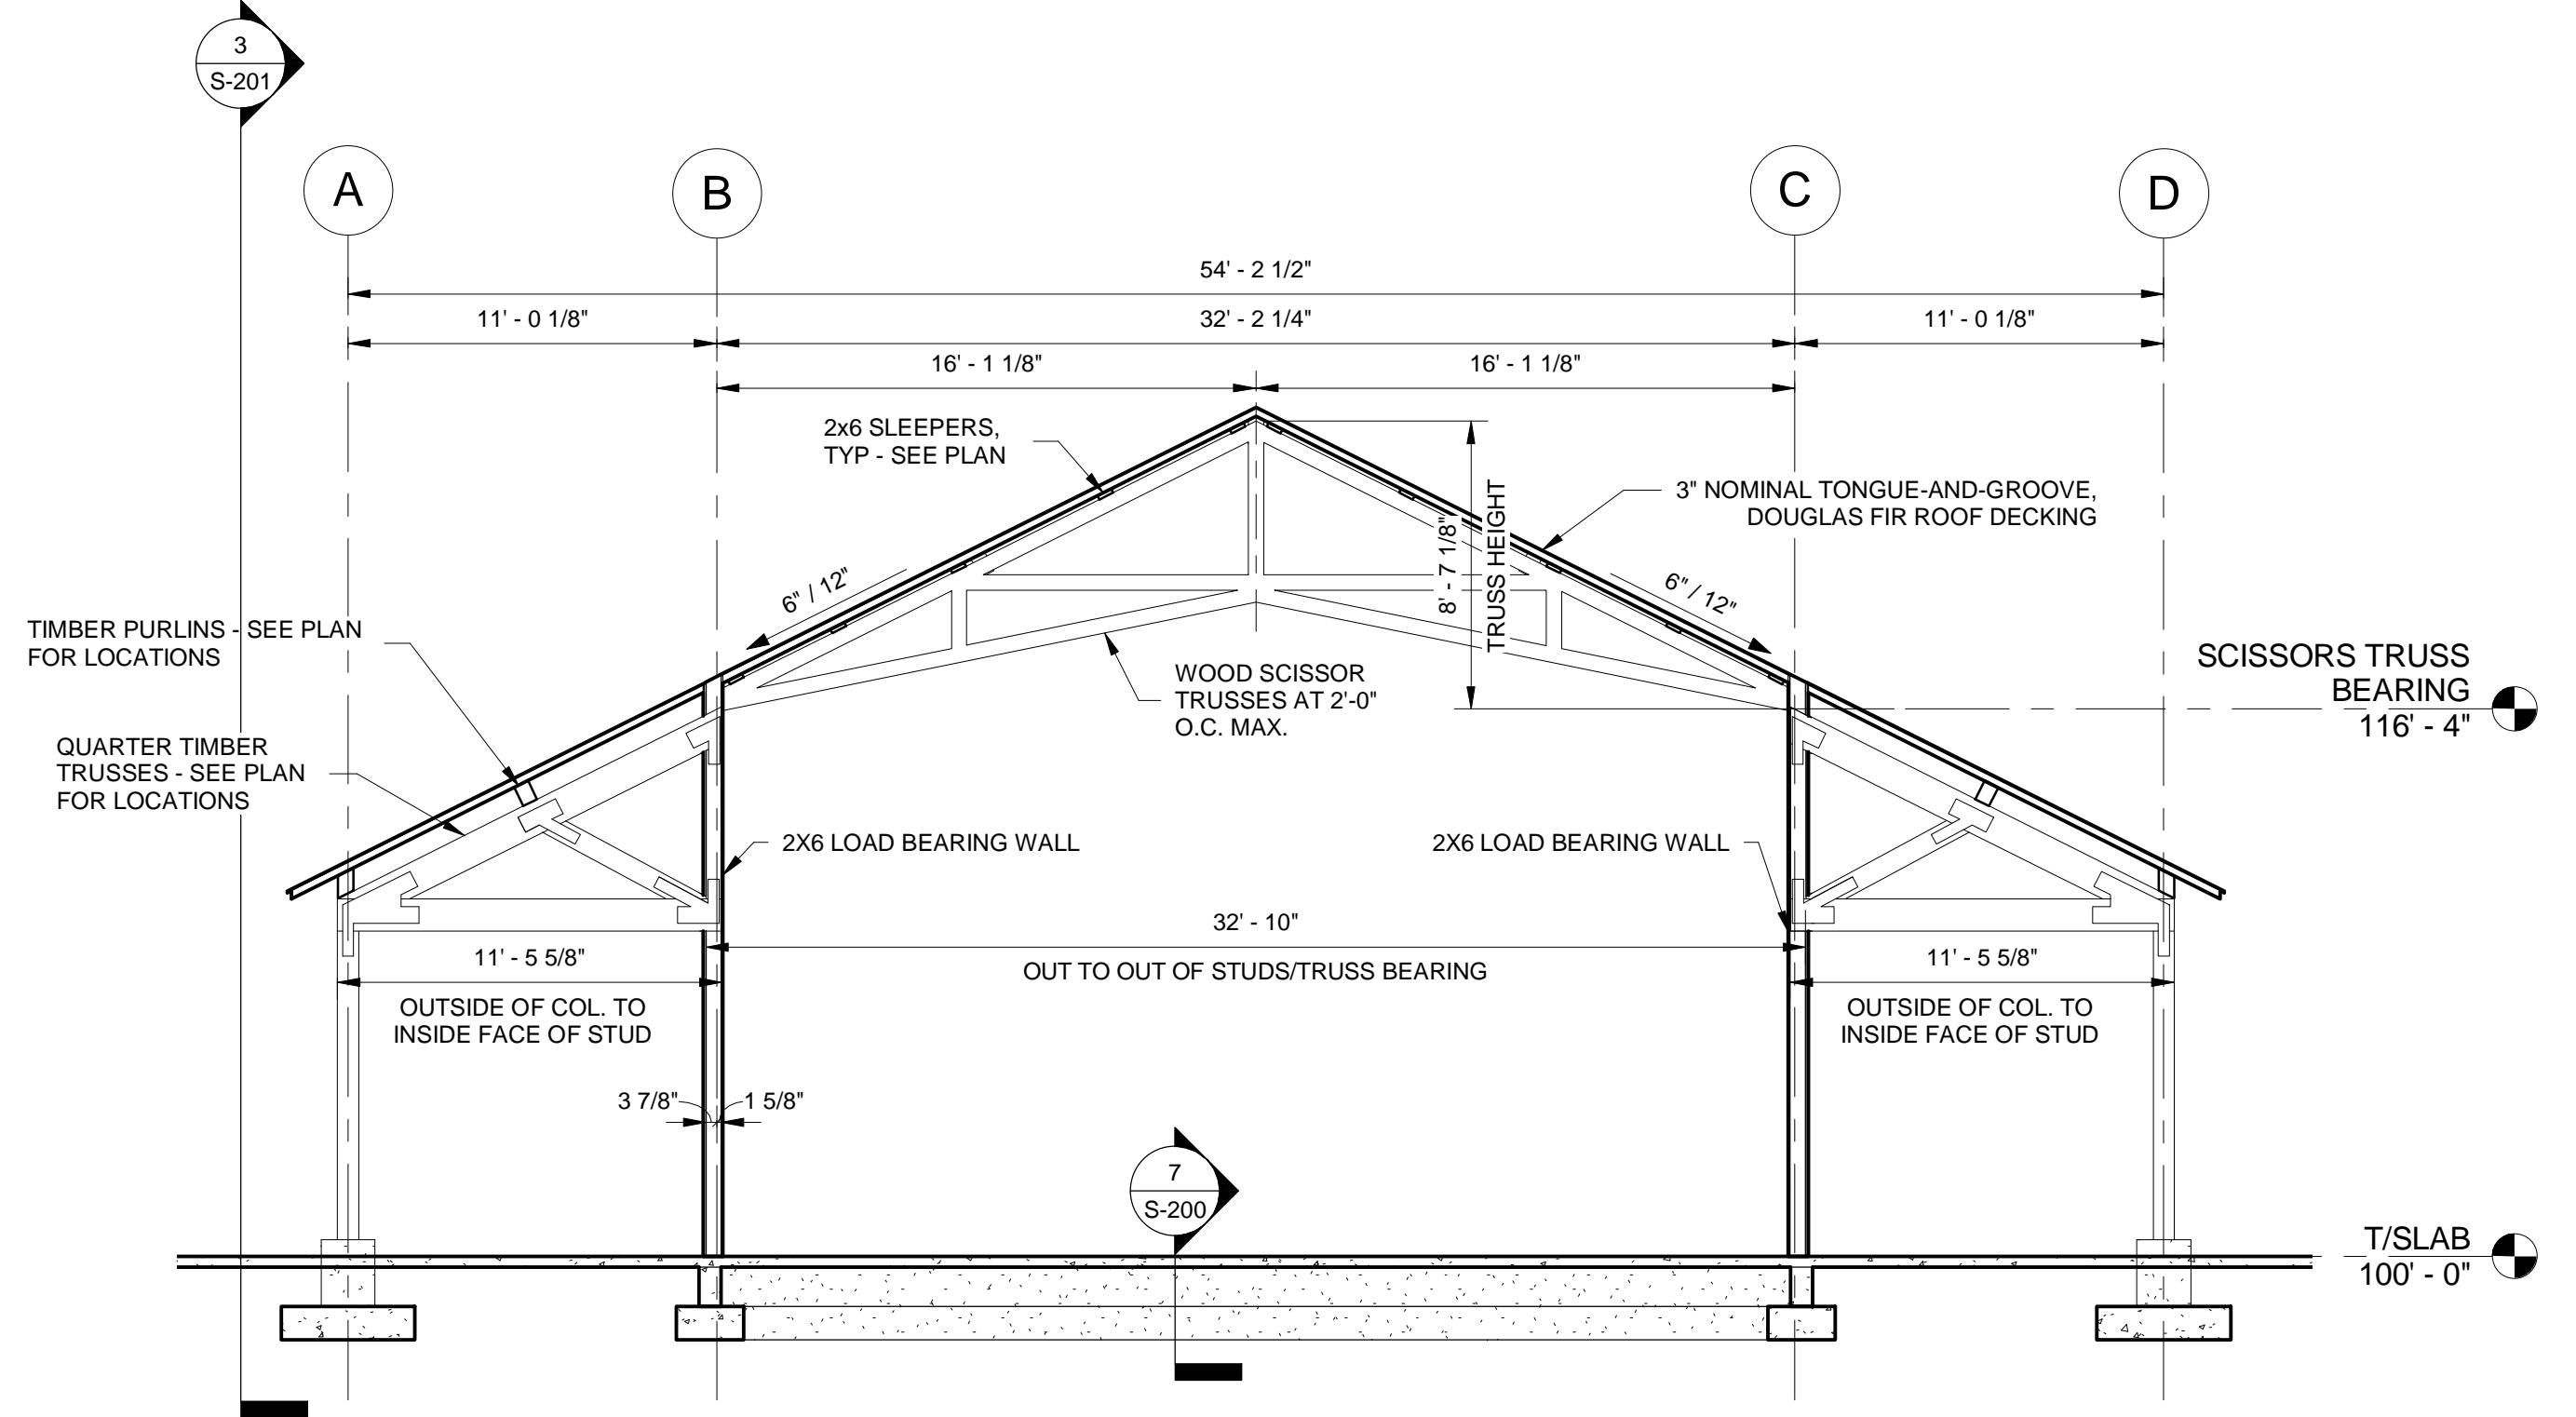 3
S-201
A
B
C
D
54' - 2 1/2"
11' - 0 1/8"
32' - 2 1/4"
11' - 0 1/8"
16' - 1 1/8"
16' - 1 1/8"
2x6 SLEEPERS,
TYP - SEE PLAN
3" NOMINAL TONGUE-AND-GROOVE,
DOUGLAS FIR ROOF DECKING
8' - 7 1/8"
TRUSS HEIGHT
6" / 12"
6" / 12"
TIMBER PURLINS - SEE PLAN
FOR LOCATIONS
WOOD SCISSOR
TRUSSES AT 2'-0"
O.C. MAX.
SCISSORS TRUSS
BEARING
116' - 4"
QUARTER TIMBER
TRUSSES - SEE PLAN
FOR LOCATIONS
2X6 LOAD BEARING WALL
2X6 LOAD BEARING WALL
32' - 10"
OUT TO OUT OF STUDS/TRUSS BEARING
11' - 5 5/8"
OUTSIDE OF COL. TO
INSIDE FACE OF STUD
11' - 5 5/8"
OUTSIDE OF COL. TO
INSIDE FACE OF STUD
3 7/8"
1 5/8"
7
S-200
T/SLAB
100' - 0"